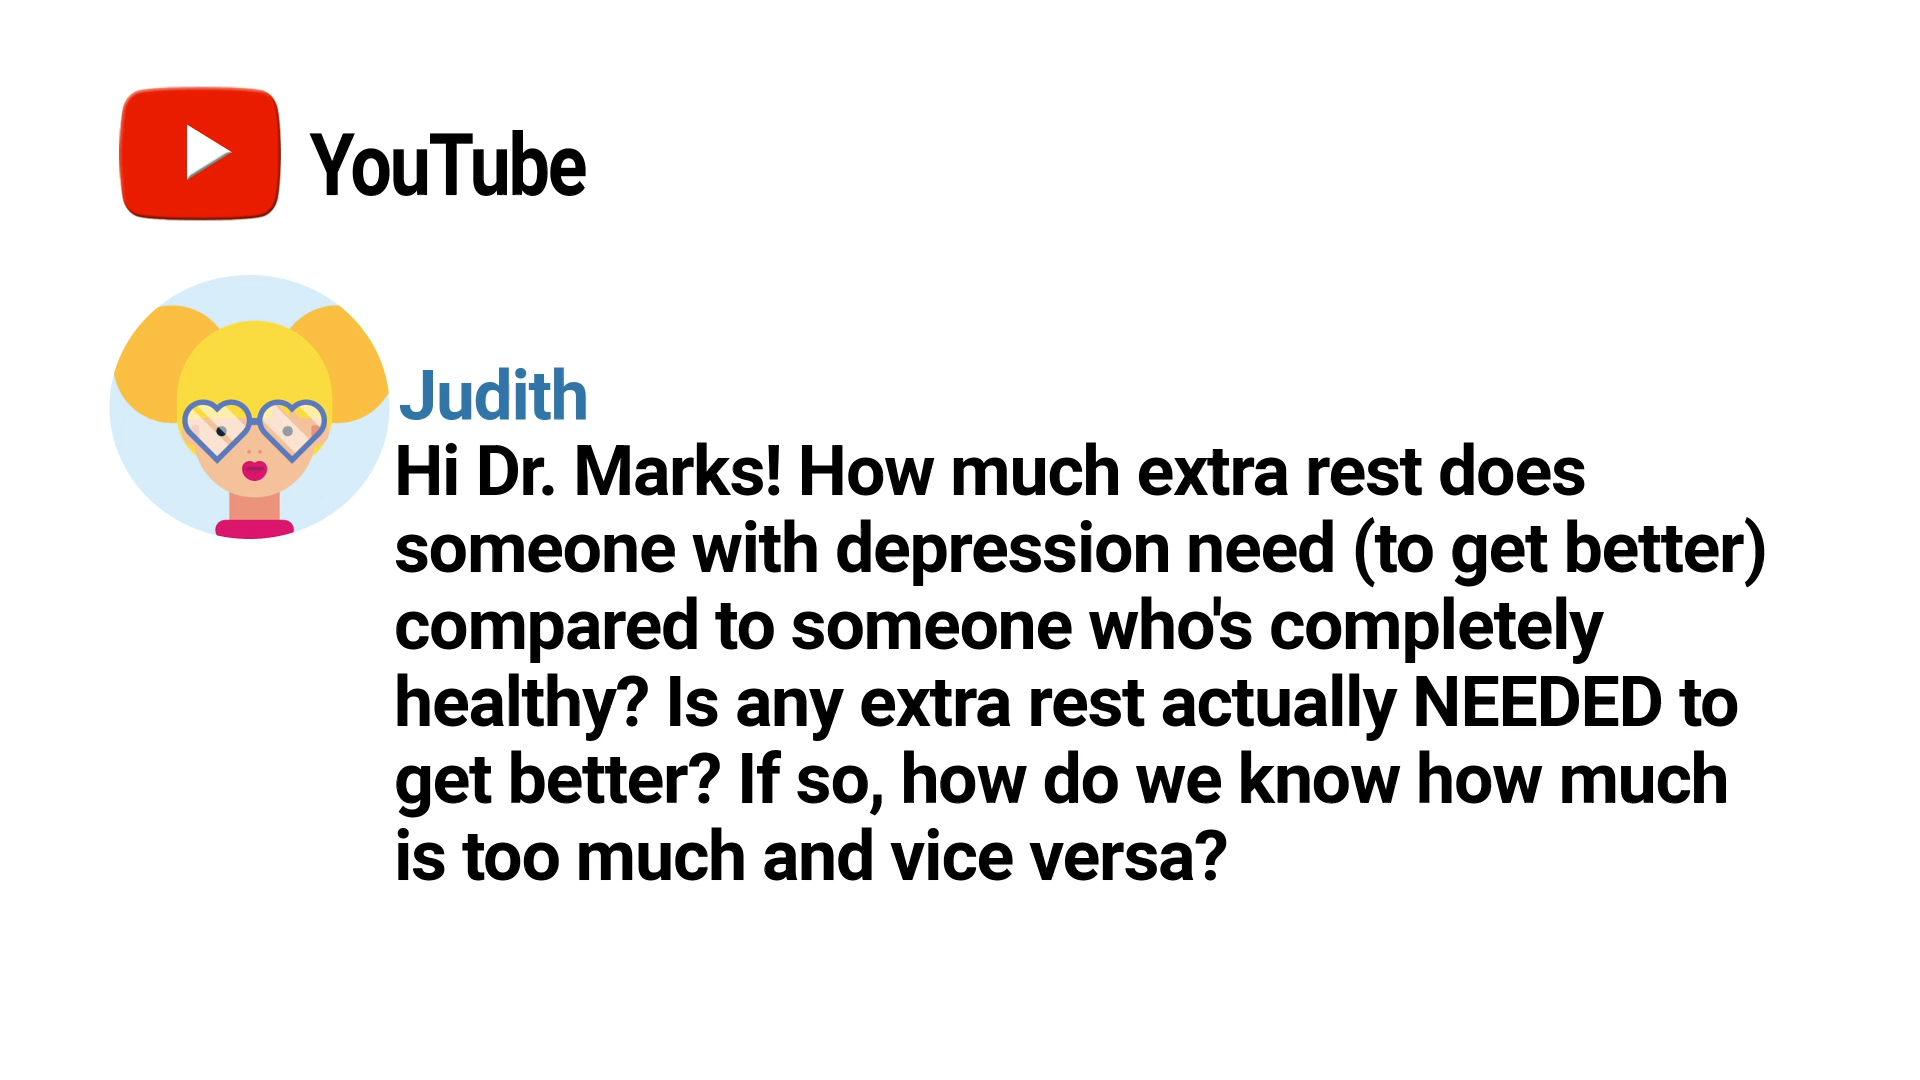 YouTube
Judith
Hi Dr. Marks! How much extra rest does
someone with depression need (to get better)
compared to someone who's completely
healthy? Is any extra rest actually NEEDED to
get better? If so, how do we know how much
is too much and vice versa?